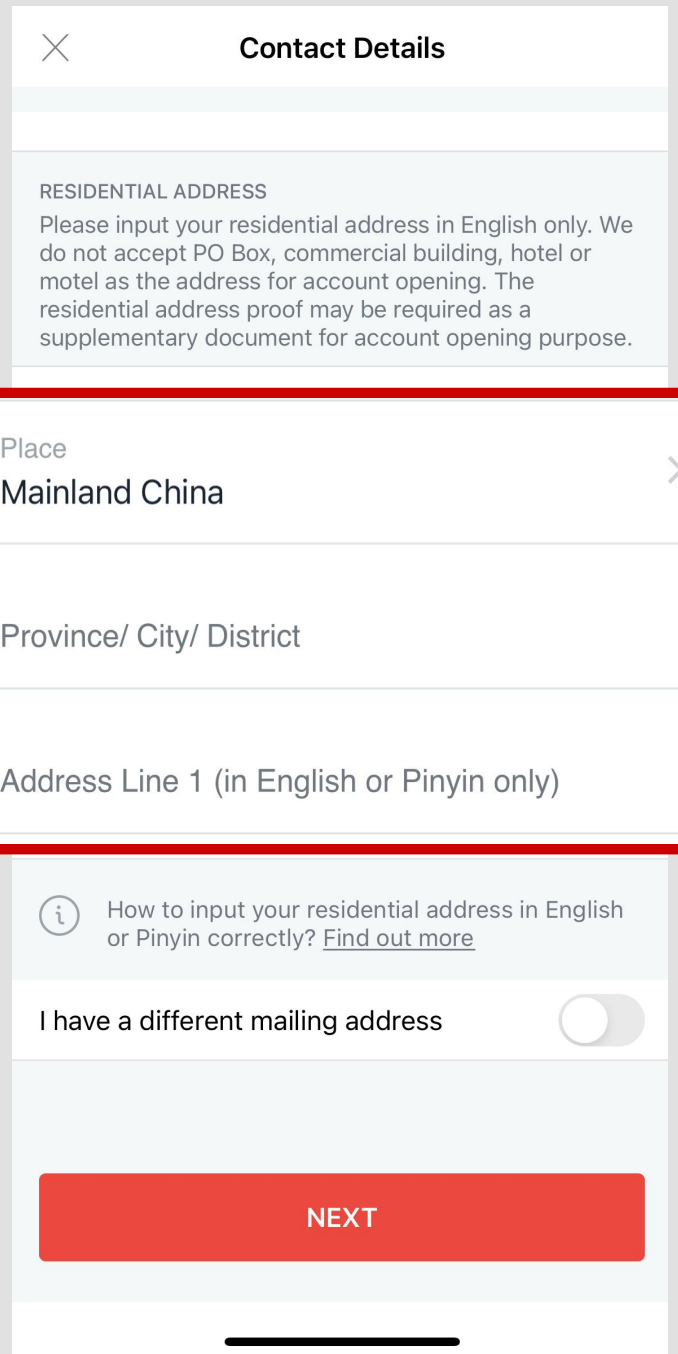 Contact Details
RESIDENTIAL ADDRESS
Please input your residential address in English only. We
do not accept PO Box, commercial building, hotel or
motel as the address for account opening. The
residential address proof may be required as a
supplementary document for account opening purpose.
Place
Mainland China
Province/ City/ District
Address Line 1 (in English or Pinyin only)
How to input your residential address in English
or Pinyin correctly? Find out more
I have a different mailing address
NEXT